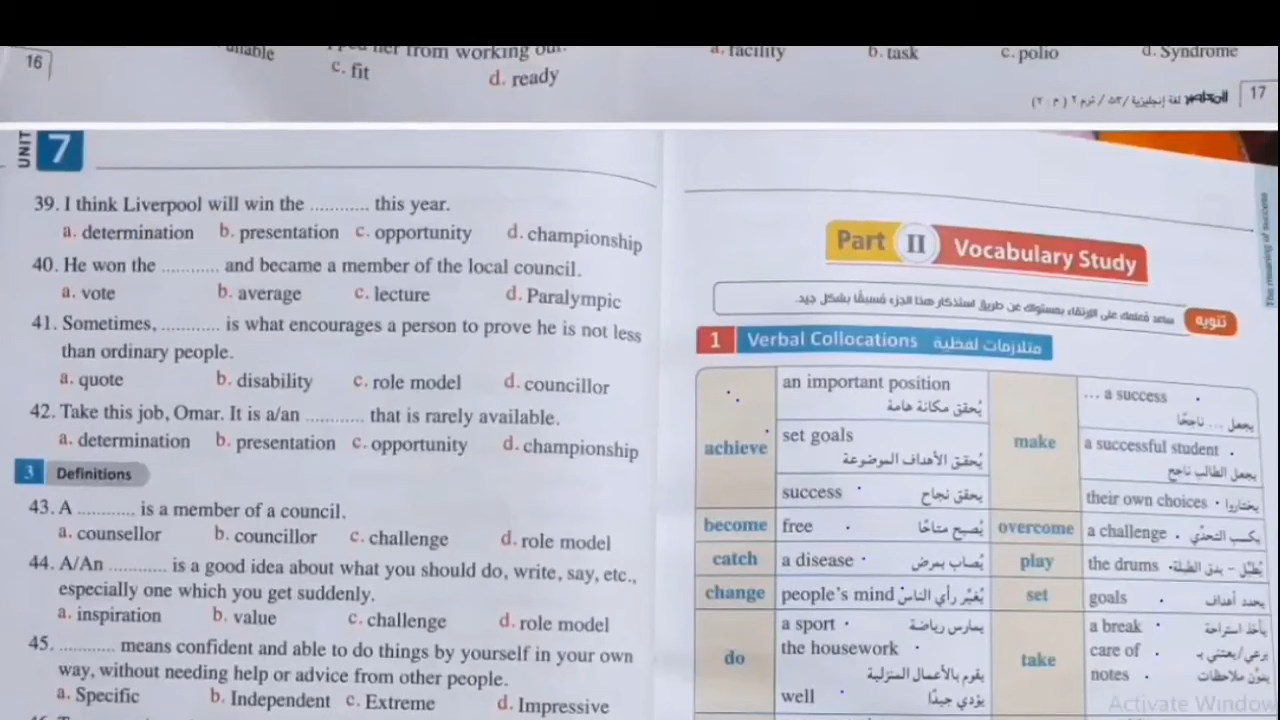 her from working out.
c. fit
d. ready
16
a. facility b. task c. polio d. Syndrome
17
UNIT 7
39. I think Liverpool will win the ............ this year.
a. determination b. presentation c. opportunity d. championship
40. He won the ............ and became a member of the local council.
a. vote b. average c. lecture d. Paralympic
41. Sometimes, ............ is what encourages a person to prove he is not less
than ordinary people.
a. quote b. disability c. role model d. councillor
42. Take this job, Omar. It is a/an ............ that is rarely available.
a. determination b. presentation c. opportunity d. championship
3 Definitions
43. A ............ is a member of a council.
a. counsellor b. councillor c. challenge d. role model
44. A/An ............ is a good idea about what you should do, write, say, etc.,
especially one which you get suddenly.
a. inspiration b. value c. challenge d. role model
45. ............ means confident and able to do things by yourself in your own
way, without needing help or advice from other people.
a. Specific b. Independent c. Extreme d. Impressive
The meaning of success
Part II Vocabulary Study
تنويه
1 Verbal Collocations متلازمات لفظية
achieve
an important position
يُحقق مكانة هامة
set goals
يُحقق الأهداف الموضوعة
success يحقق نجاح
make
... a success
يجعل ... ناجحًا
a successful student
يجعل الطالب ناجح
their own choices يختاروا
become free يُصبح متاحًا
overcome a challenge يكسب التحدّي
catch a disease يُصاب بمرض
play the drums يُطبّل - يدق الطبلة
change people's mind يُغيّر رأي الناس
set goals يحدد أهداف
do
a sport يمارس رياضة
the housework
يقوم بالأعمال المنزلية
well يؤدي جيدًا
take
a break يأخذ استراحة
care of يرعى/يعتني بـ
notes يدوّن ملاحظات
Activate Window